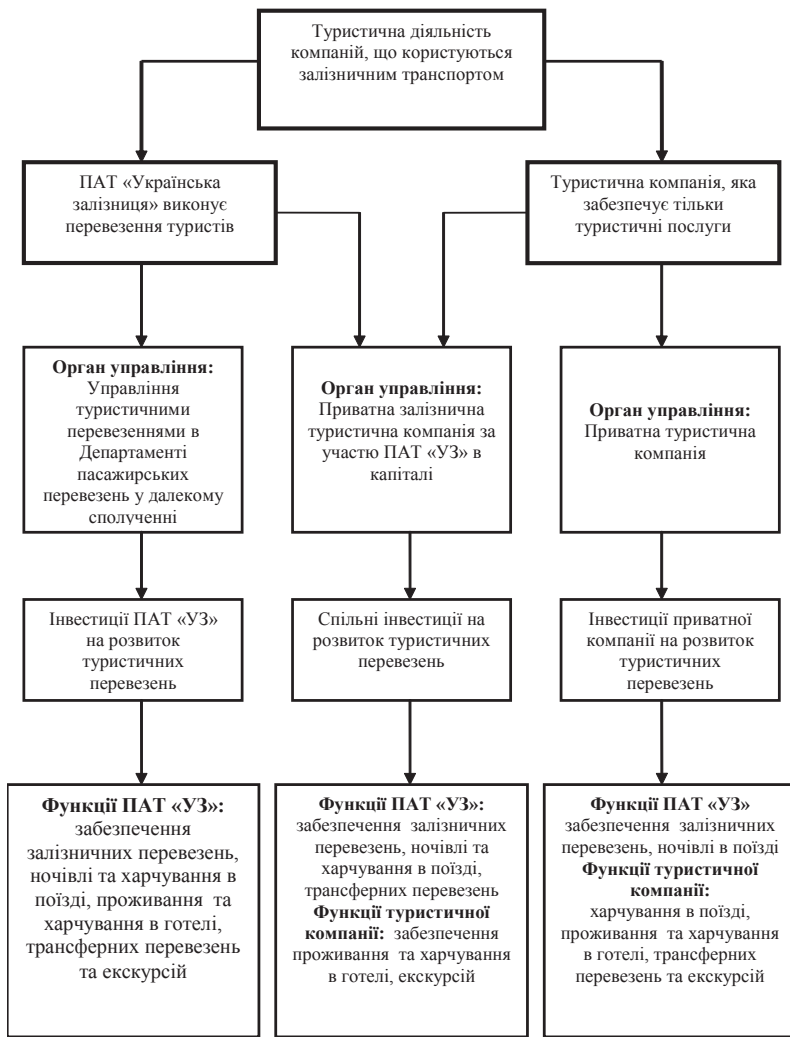 Туристична діяльність
компаній, що користуються
залізничним транспортом
ПАТ «Українська
залізниця» виконує
перевезення туристів
Туристична компанія, яка
забезпечує тільки
туристичні послуги
Орган управління:
Управління
туристичними
перевезеннями в
Департаменті
пасажирських
перевезень у далекому
сполученні
Орган управління:
Приватна залізнична
туристична компанія за
участю ПАТ «УЗ» в
капіталі
Орган управління:
Приватна туристична
компанія
Інвестиції ПАТ «УЗ»
на розвиток
туристичних
перевезень
Спільні інвестиції на
розвиток туристичних
перевезень
Інвестиції приватної
компанії на розвиток
туристичних
перевезень
Функції ПАТ «УЗ»:
забезпечення
залізничних перевезень,
ночівлі та харчування в
поїзді, проживання та
харчування в готелі,
трансферних перевезень
та екскурсій
Функції ПАТ «УЗ»:
забезпечення залізничних
перевезень, ночівлі та
харчування в поїзді,
трансферних перевезень
Функції туристичної
компанії: забезпечення
проживання та харчування
в готелі, екскурсій
Функції ПАТ «УЗ»
забезпечення залізничних
перевезень, ночівлі в поїзді
Функції туристичної
компанії:
харчування в поїзді,
проживання та харчування
в готелі, трансферних
перевезень та екскурсій